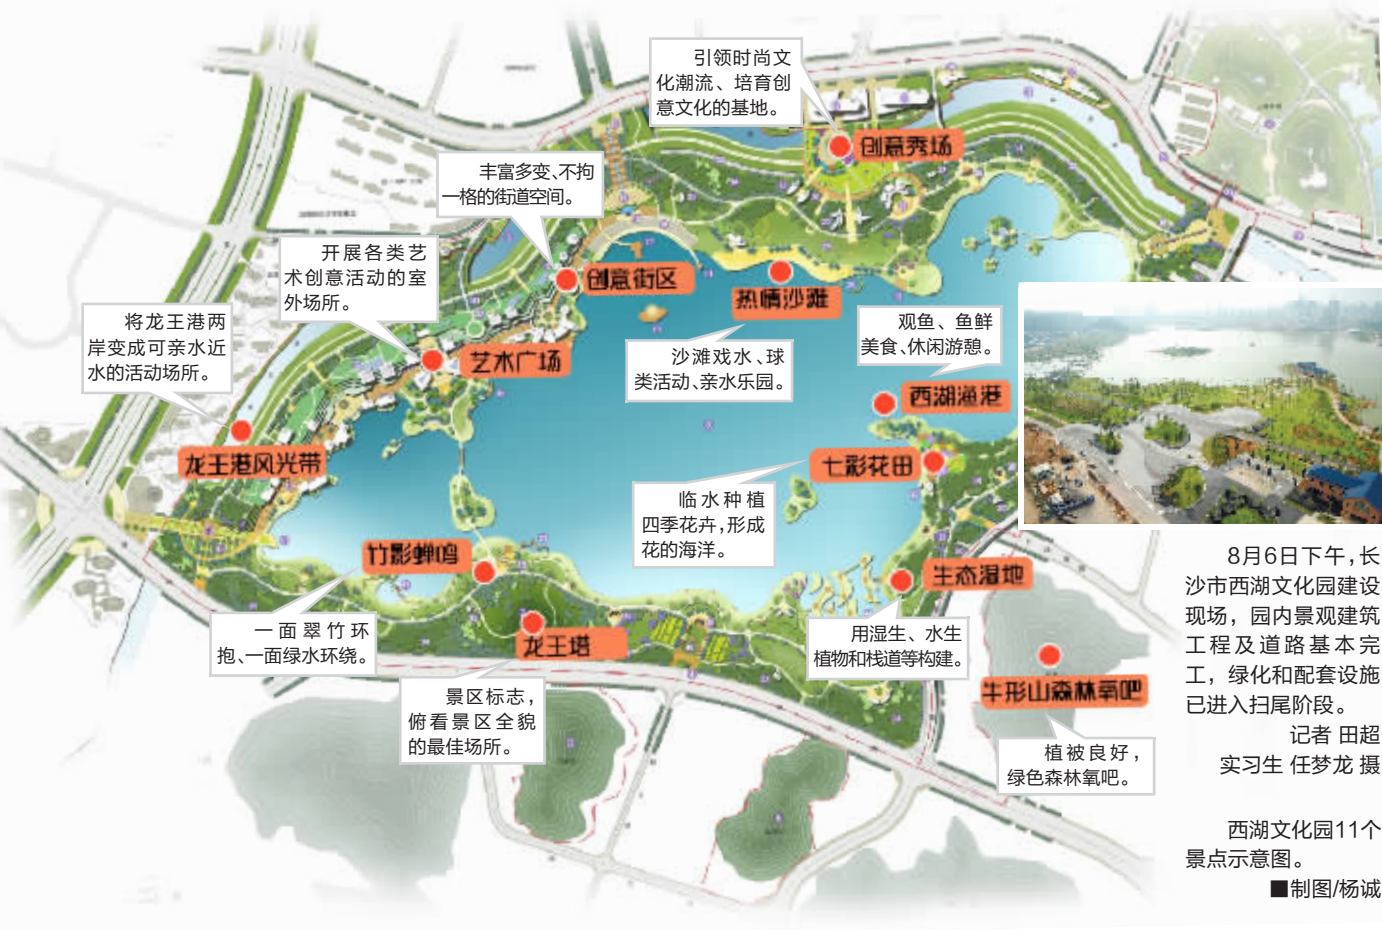 引领时尚文
化潮流、培育创
意文化的基地。
创意秀场
丰富多变、不拘
一格的街道空间。
创意街区
开展各类艺
术创意活动的室
外场所。
艺术广场
将龙王港两
岸变成可亲水近
水的活动场所。
龙王港风光带
热情沙滩
沙滩戏水、球
类活动、亲水乐园。
观鱼、鱼鲜
美食、休闲游憩。
西湖渔港
七彩花田
临水种植
四季花卉，形成
花的海洋。
竹影蝉鸣
一面翠竹环
抱、一面绿水环绕。
龙王塔
景区标志，
俯看景区全貌
的最佳场所。
生态湿地
用湿生、水生
植物和栈道等构建。
牛形山森林氧吧
植被良好，
绿色森林氧吧。
8月6日下午，长
沙市西湖文化园建设
现场，园内景观建筑
工程及道路基本完
工，绿化和配套设施
已进入扫尾阶段。
记者 田超
实习生 任梦龙 摄
西湖文化园11个
景点示意图。
■制图/杨诚